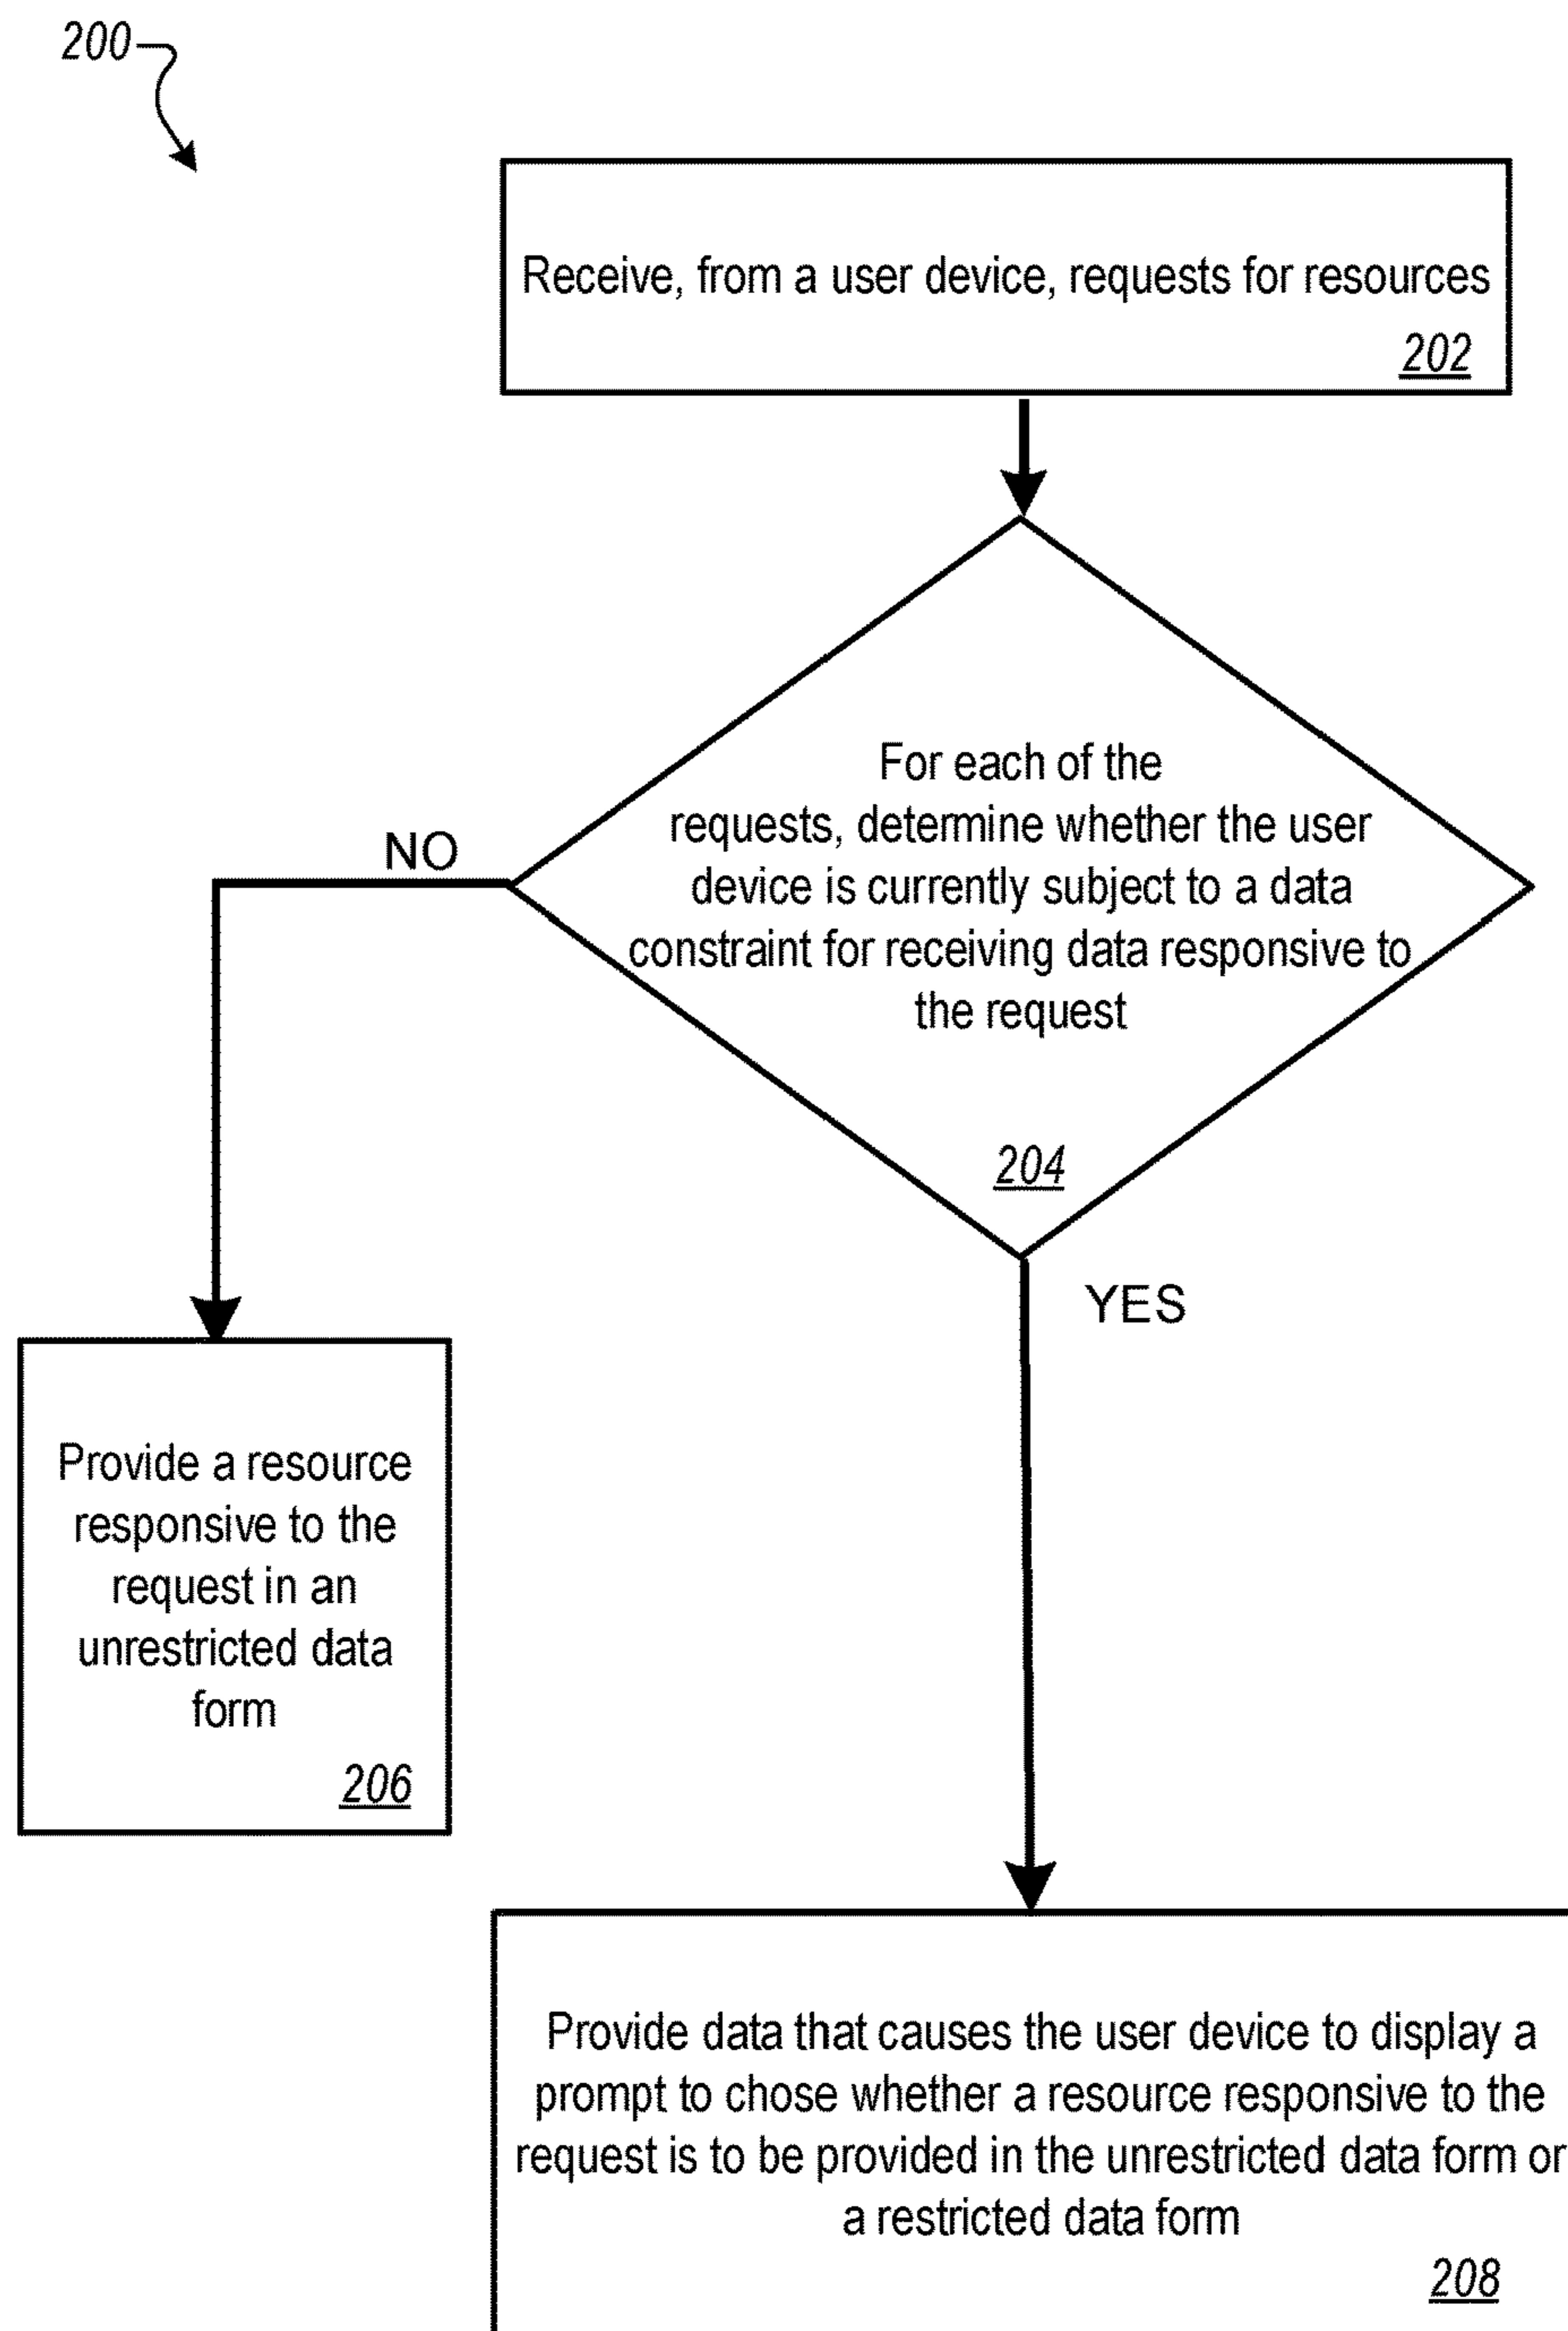 200
Receive, from a user device, requests for resources
202
For each of the
requests, determine whether the user
device is currently subject to a data
constraint for receiving data responsive to
the request
204
NO
YES
Provide a resource
responsive to the
request in an
unrestricted data
form
206
Provide data that causes the user device to display a
prompt to chose whether a resource responsive to the
request is to be provided in the unrestricted data form or
a restricted data form
208